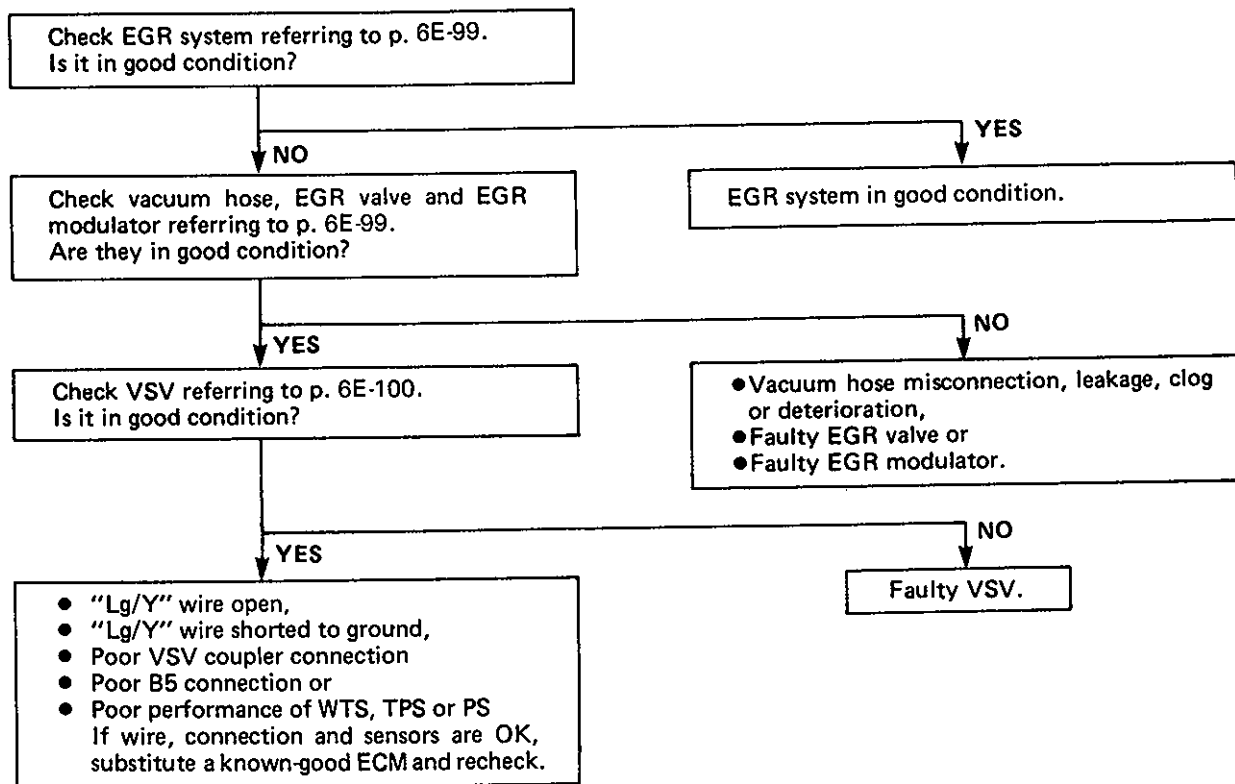 Check EGR system referring to p. 6E-99.
Is it in good condition?
YES
NO
Check vacuum hose, EGR valve and EGR
modulator referring to p. 6E-99.
Are they in good condition?
EGR system in good condition.
NO
YES
Check VSV referring to p. 6E-100.
Is it in good condition?
●Vacuum hose misconnection, leakage, clog
or deterioration,
●Faulty EGR valve or
●Faulty EGR modulator.
NO
YES
● "Lg/Y" wire open,
● "Lg/Y" wire shorted to ground,
● Poor VSV coupler connection
● Poor B5 connection or
● Poor performance of WTS, TPS or PS
If wire, connection and sensors are OK,
substitute a known-good ECM and recheck.
Faulty VSV.